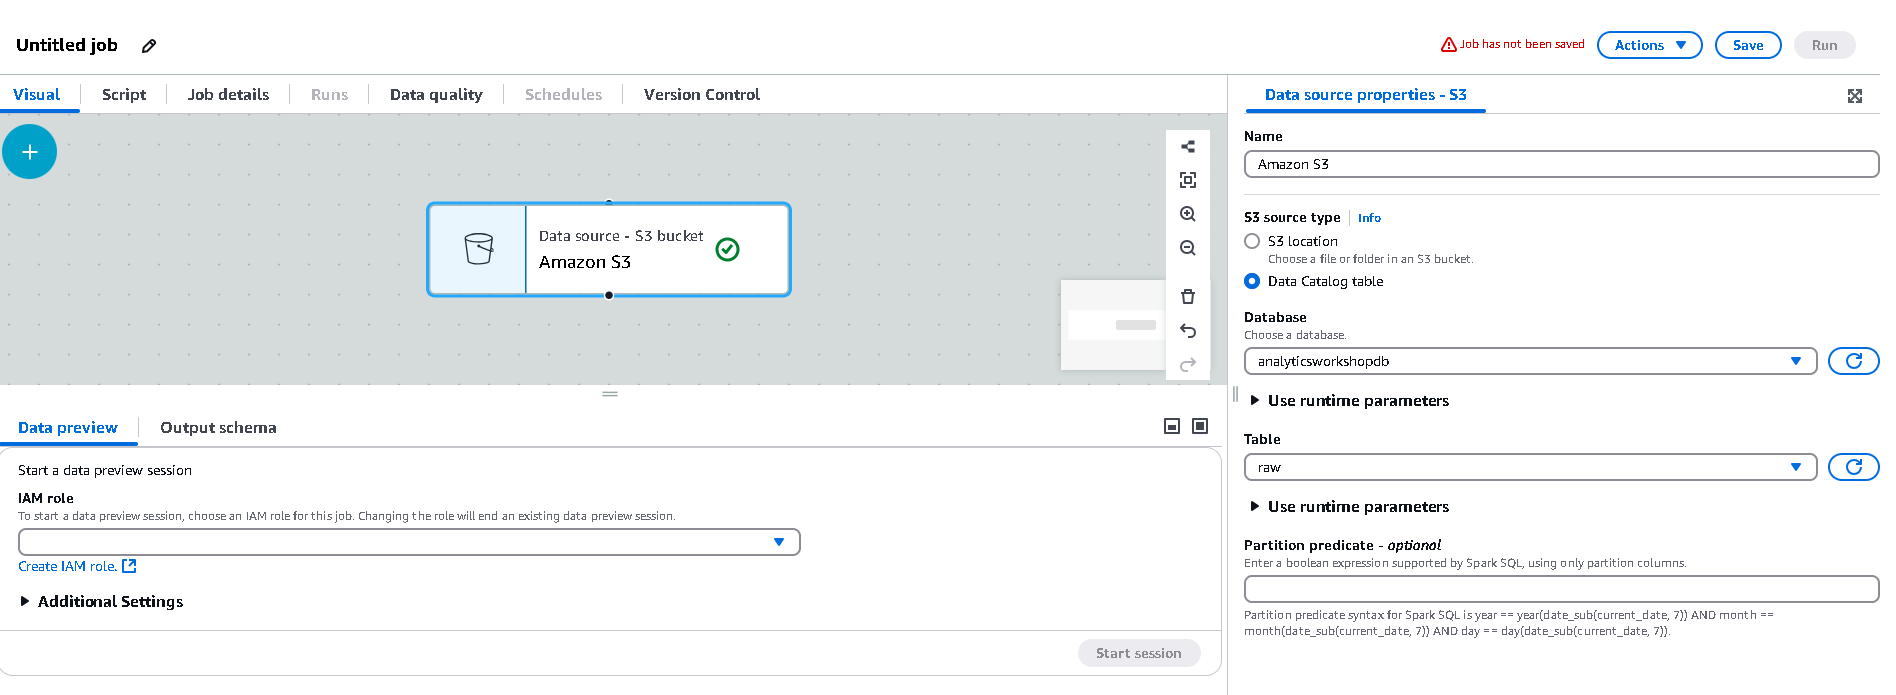 Untitled job
Job has not been saved
Actions
Save
Run
Visual
Script
Job details
Runs
Data quality
Schedules
Version Control
Data source - S3 bucket
Amazon S3
Data preview
Output schema
Start a data preview session
IAM role
To start a data preview session, choose an IAM role for this job. Changing the role will end an existing data preview session.
Create IAM role.
Additional Settings
Start session
Data source properties - S3
Name
Amazon S3
S3 source type
Info
S3 location
Choose a file or folder in an S3 bucket.
Data Catalog table
Database
Choose a database.
analyticsworkshopdb
Use runtime parameters
Table
raw
Use runtime parameters
Partition predicate - optional
Enter a boolean expression supported by Spark SQL, using only partition columns.
Partition predicate syntax for Spark SQL is year == year(date_sub(current_date, 7)) AND month ==
month(date_sub(current_date, 7)) AND day == day(date_sub(current_date, 7)).